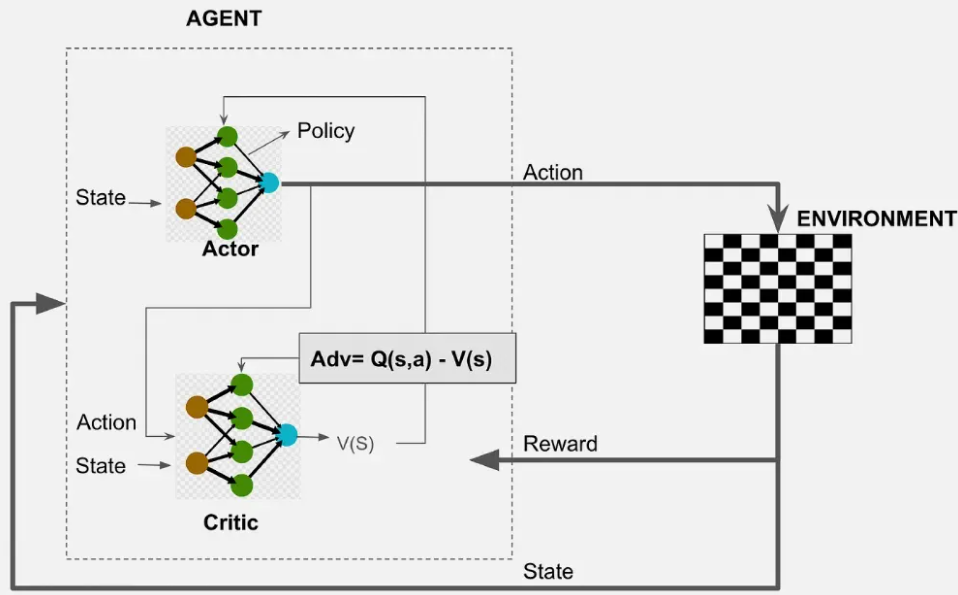 AGENT
Policy
State
Actor
Action
ENVIRONMENT
Adv= Q(s,a) - V(s)
Action
State
V(S)
Reward
Critic
State